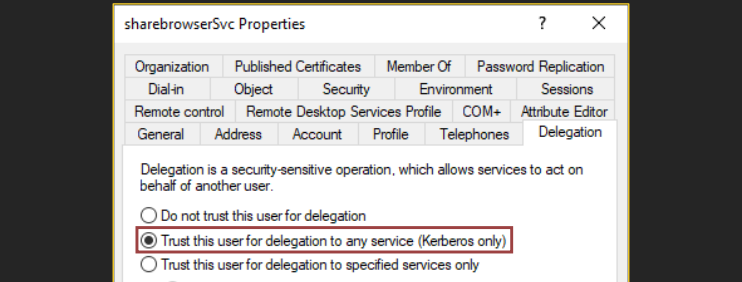 sharebrowserSvc Properties ? ×
Organization Published Certificates Member Of Password Replication
Dial-in Object Security Environment Sessions
Remote control Remote Desktop Services Profile COM+ Attribute Editor
General Address Account Profile Telephones Delegation
Delegation is a security-sensitive operation, which allows services to act on
behalf of another user.
Do not trust this user for delegation
Trust this user for delegation to any service (Kerberos only)
Trust this user for delegation to specified services only